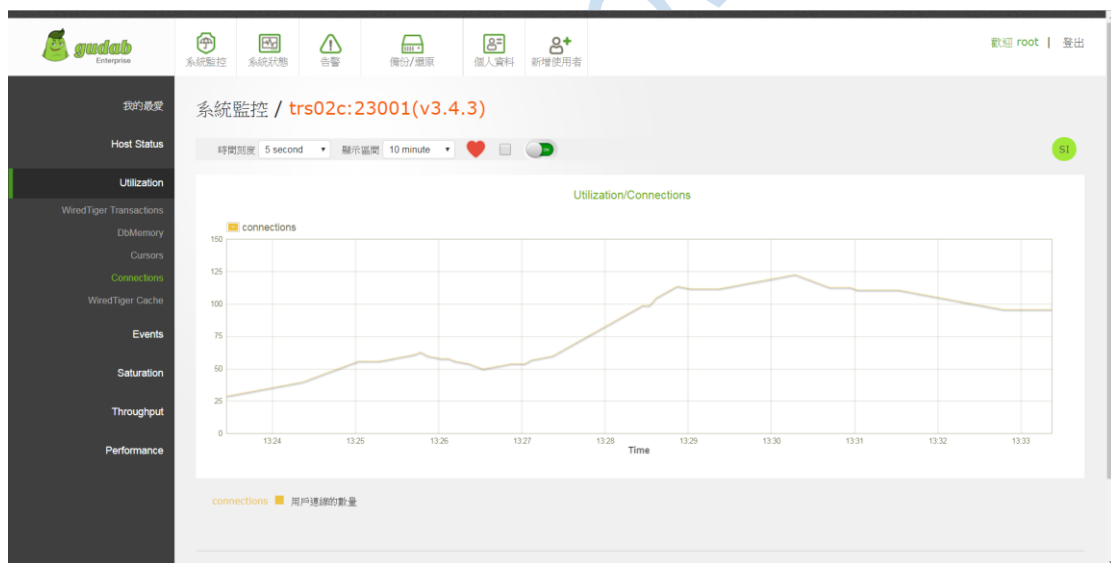 gudab
Enterprise
系統監控
系統狀態
告警
備份/還原
個人資料
新增使用者
歡迎 root | 登出
我的最愛
Host Status
Utilization
WiredTiger Transactions
DbMemory
Cursors
Connections
WiredTiger Cache
Events
Saturation
Throughput
Performance
系統監控 / trs02c:23001(v3.4.3)
時間刻度 5 second 顯示區間 10 minute
SI
Utilization/Connections
connections
150
125
100
75
50
25
0
13:24 13:25 13:26 13:27 13:28 13:29 13:30 13:31 13:32 13:33
Time
connections 用戶連線的數量